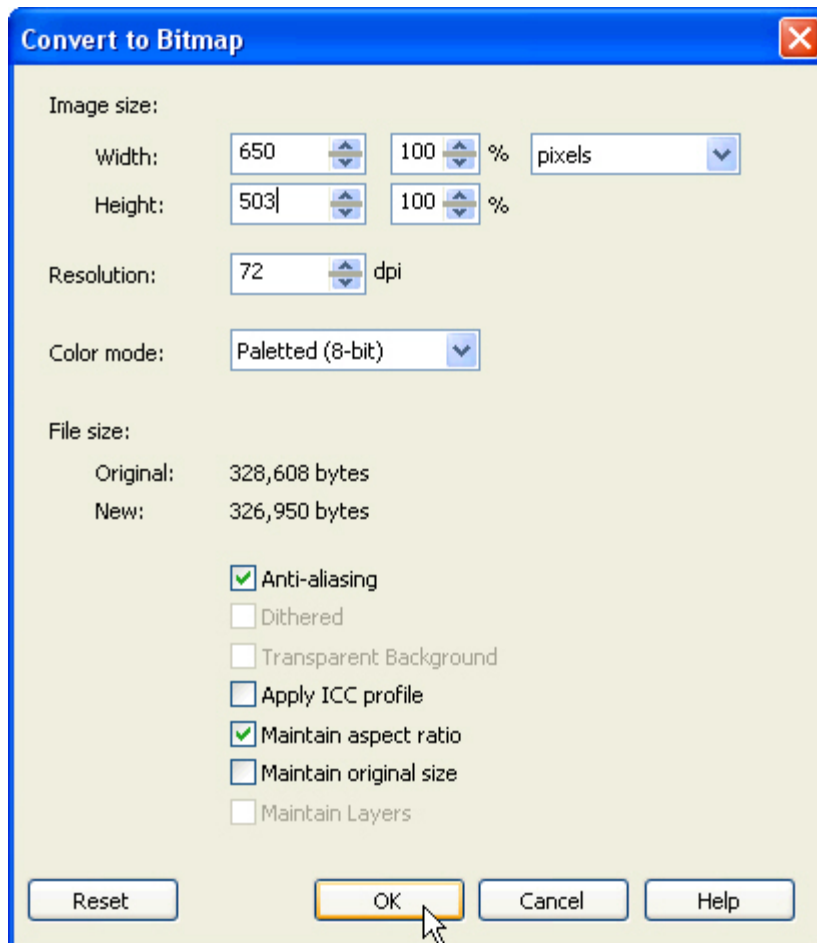 Convert to Bitmap
Image size:
Width: 650 100 % pixels
Height: 503 100 %
Resolution: 72 dpi
Color mode: Paletted (8-bit)
File size:
Original: 328,608 bytes
New: 326,950 bytes
Anti-aliasing
Dithered
Transparent Background
Apply ICC profile
Maintain aspect ratio
Maintain original size
Maintain Layers
Reset OK Cancel Help